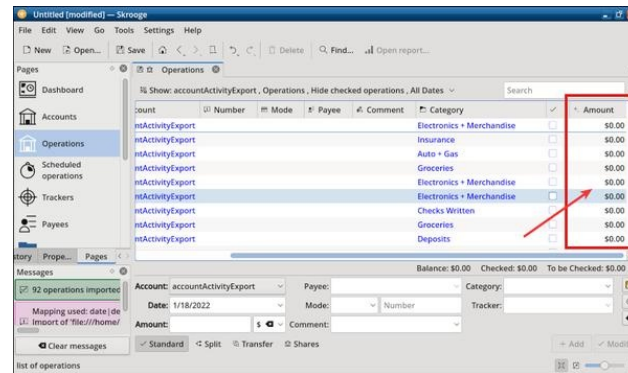 Untitled [modified] — Skrooge
File Edit View Go Tools Settings Help
New Open... Save Delete Find... Open report...
Pages
Operations
Dashboard
Accounts
Operations
Scheduled
operations
Trackers
Payees
Show: accountActivityExport , Operations , Hide checked operations , All Dates
Search
count Number Mode Payee Comment Category Amount
ntActivityExport Electronics + Merchandise $0.00
ntActivityExport Insurance $0.00
ntActivityExport Auto + Gas $0.00
ntActivityExport Groceries $0.00
ntActivityExport Electronics + Merchandise $0.00
ntActivityExport Electronics + Merchandise $0.00
ntActivityExport Checks Written $0.00
ntActivityExport Groceries $0.00
ntActivityExport Deposits $0.00
story Prope... Pages
Balance: $0.00 Checked: $0.00 To be Checked: $0.00
Messages
92 operations imported
Mapping used: date|de
Import of 'file:///home/
Clear messages
Account: accountActivityExport Payee: Category:
Date: 1/18/2022 Mode: Number Tracker:
Amount: $ Comment:
Standard Split Transfer Shares
+ Add Modif
list of operations